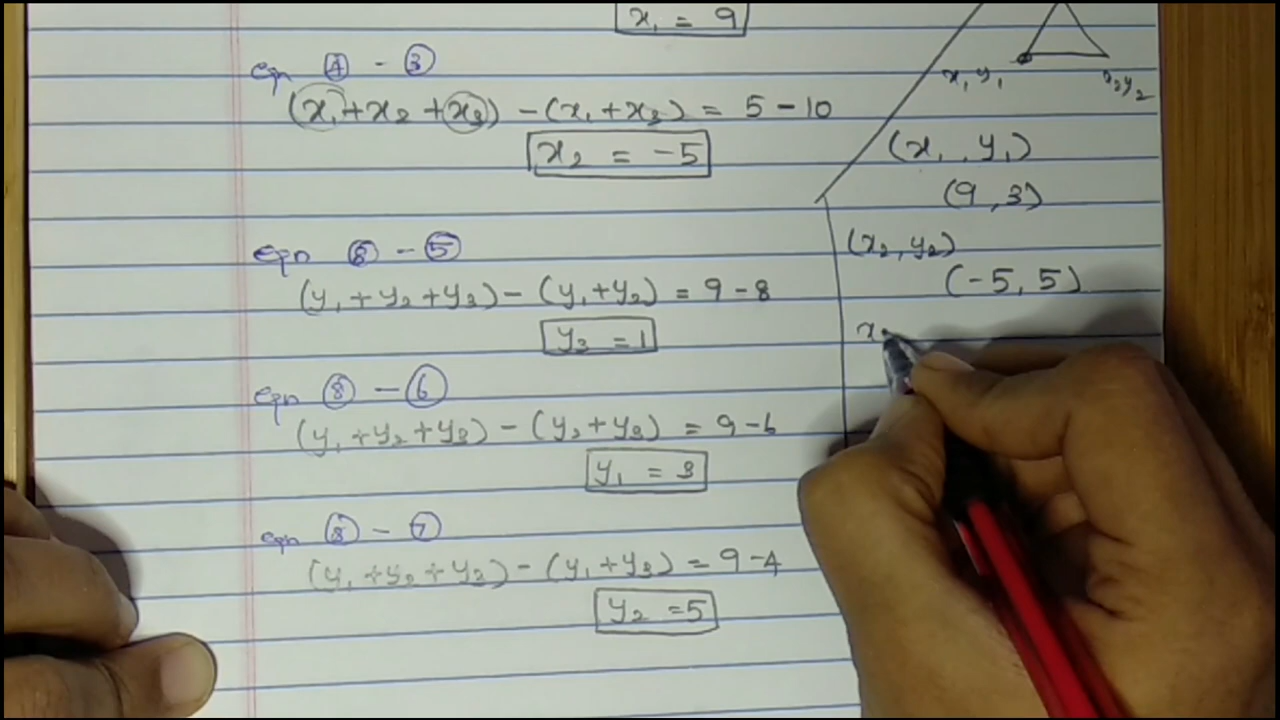 x₁ = 9
eqn ④ - ③
(x₁+x₂+x₃) -(x₁+x₃) = 5-10
x₂ = -5
eqn ⑧ - ⑤
(y₁+y₂+y₃)-(y₁+y₂) = 9-8
y₃ = 1
eqn ⑧ - ⑥
(y₁+y₂+y₃)-(y₂+y₃) = 9-6
y₁ = 3
eqn ⑧ - ⑦
(y₁+y₂+y₃)-(y₁+y₃) = 9-4
y₂ = 5
x₁ y₁
x₂ y₂
(x₁, y₁)
(9,3)
(x₂, y₂)
(-5,5)
x